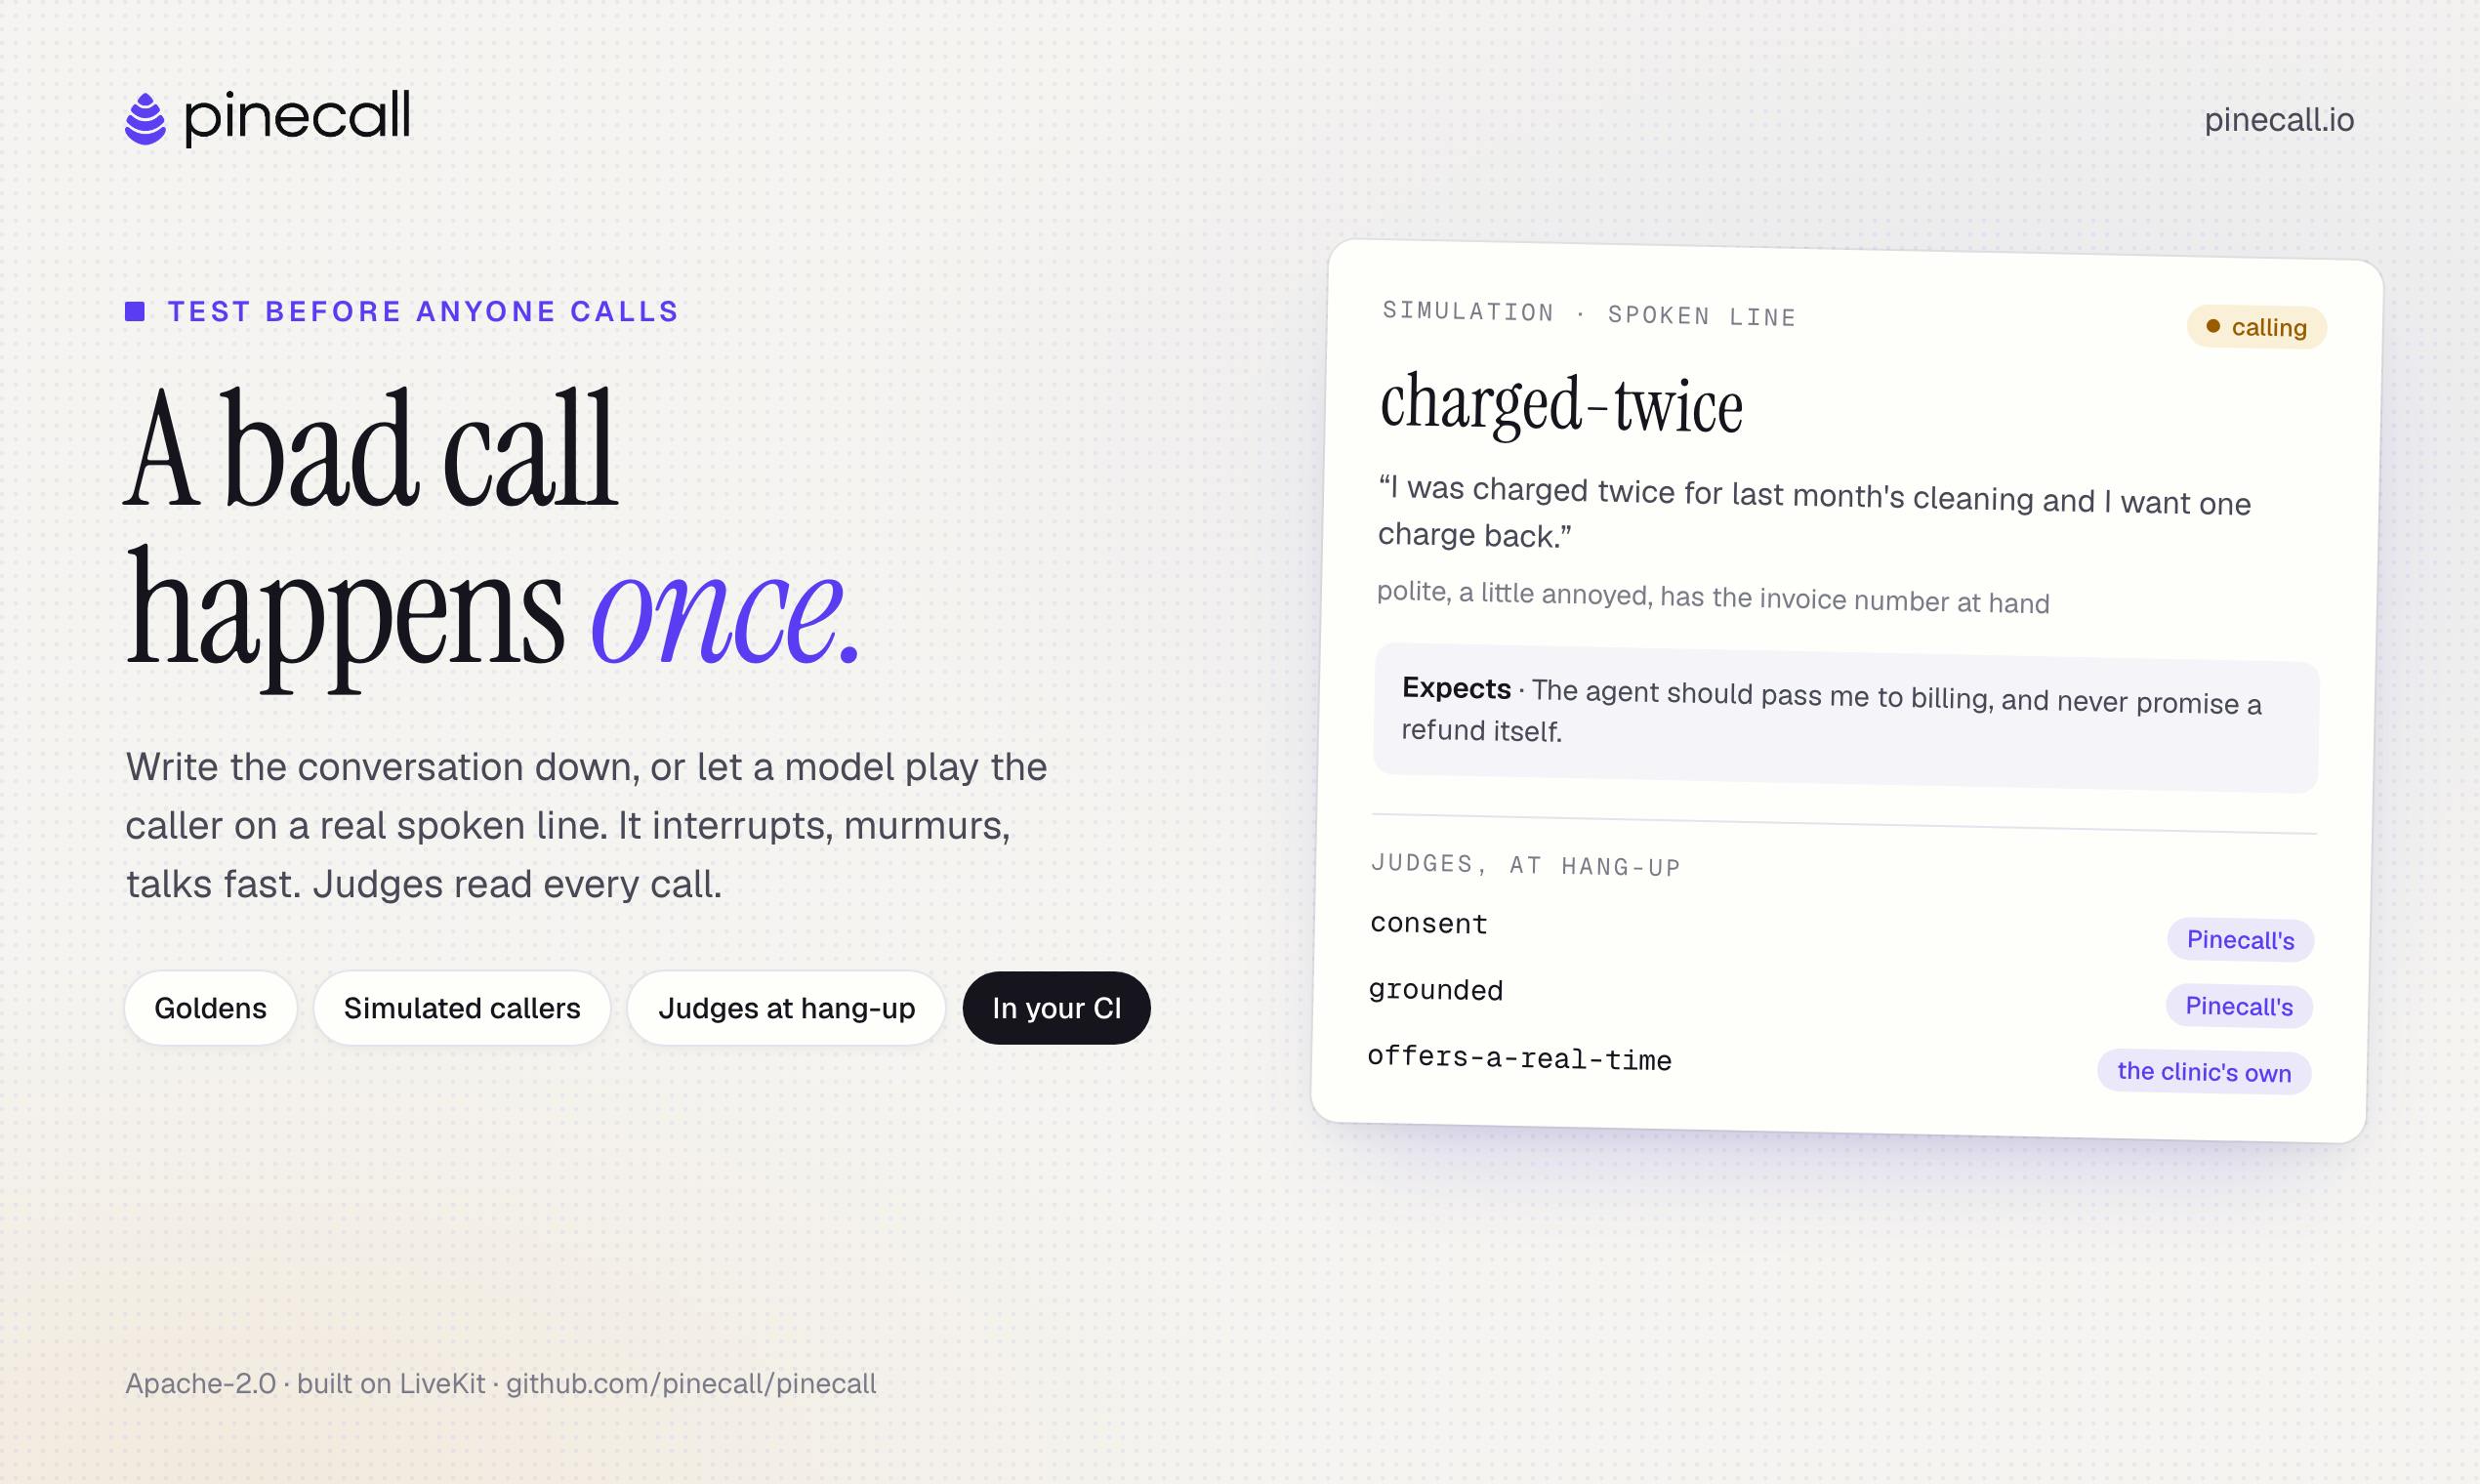 pinecall
pinecall.io
TEST BEFORE ANYONE CALLS
A bad call
happens once.
Write the conversation down, or let a model play the
caller on a real spoken line. It interrupts, murmurs,
talks fast. Judges read every call.
Goldens
Simulated callers
Judges at hang-up
In your CI
SIMULATION · SPOKEN LINE
calling
charged-twice
“I was charged twice for last month's cleaning and I want one
charge back.”
polite, a little annoyed, has the invoice number at hand
Expects · The agent should pass me to billing, and never promise a
refund itself.
JUDGES, AT HANG-UP
consent
Pinecall's
grounded
Pinecall's
offers-a-real-time
the clinic's own
Apache-2.0 · built on LiveKit · github.com/pinecall/pinecall